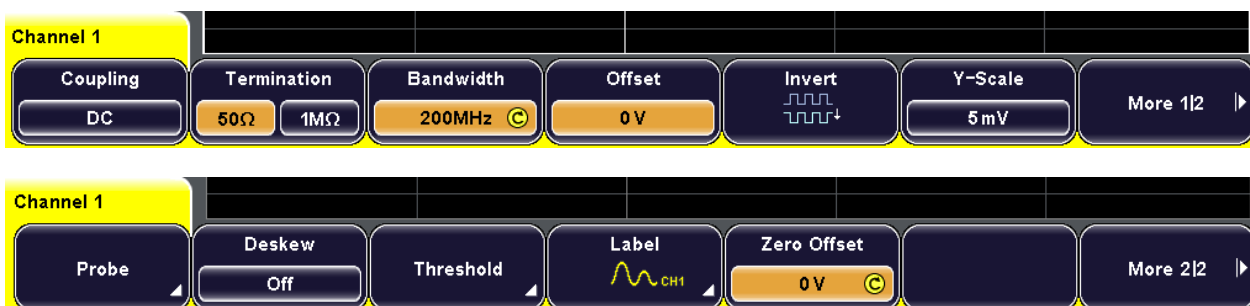 Channel 1
Coupling Termination Bandwidth Offset Invert Y-Scale More 1|2
DC 50Ω 1MΩ 200MHz C 0 V 5 mV
Channel 1
Probe Deskew Threshold Label Zero Offset More 2|2
Off CH1 0 V C